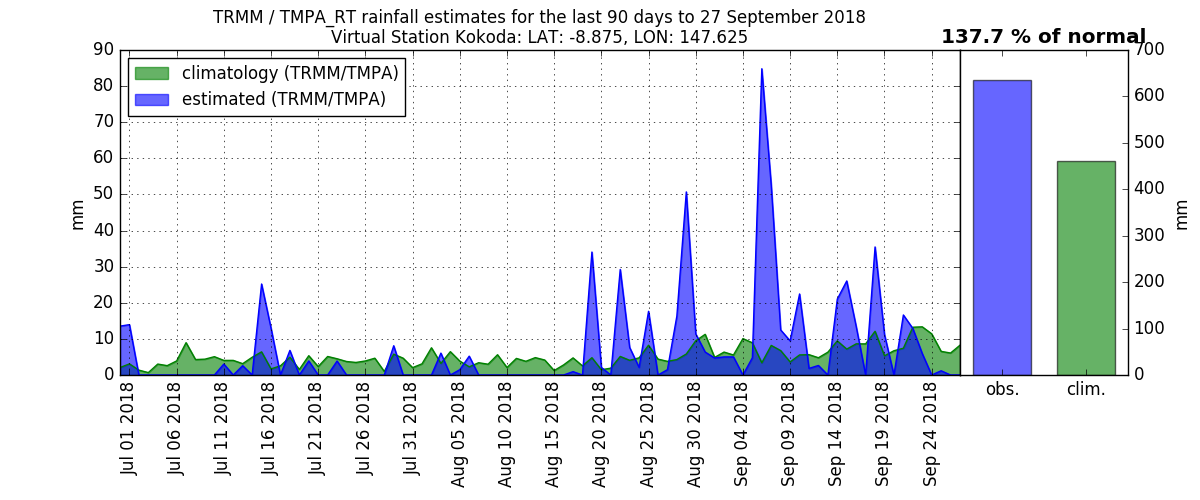 TRMM / TMPA_RT rainfall estimates for the last 90 days to 27 September 2018
Virtual Station Kokoda: LAT: -8.875, LON: 147.625
137.7 % of normal
climatology (TRMM/TMPA)
estimated (TRMM/TMPA)
mm
90
80
70
60
50
40
30
20
10
0
Jul 01 2018
Jul 06 2018
Jul 11 2018
Jul 16 2018
Jul 21 2018
Jul 26 2018
Jul 31 2018
Aug 05 2018
Aug 10 2018
Aug 15 2018
Aug 20 2018
Aug 25 2018
Aug 30 2018
Sep 04 2018
Sep 09 2018
Sep 14 2018
Sep 19 2018
Sep 24 2018
obs.
clim.
700
600
500
400
300
200
100
0
mm